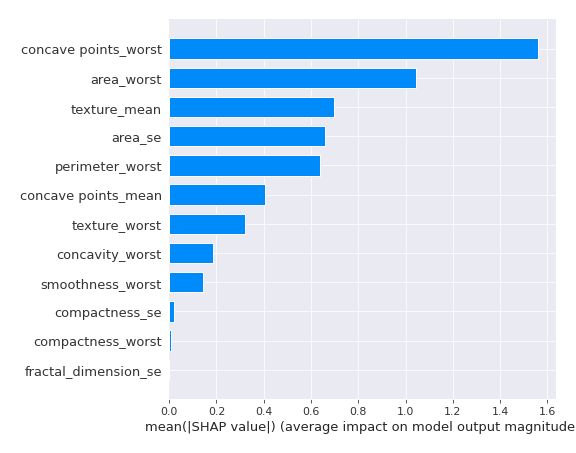 concave points_worst
area_worst
texture_mean
area_se
perimeter_worst
concave points_mean
texture_worst
concavity_worst
smoothness_worst
compactness_se
compactness_worst
fractal_dimension_se
0.0 0.2 0.4 0.6 0.8 1.0 1.2 1.4 1.6
mean(|SHAP value|) (average impact on model output magnitude